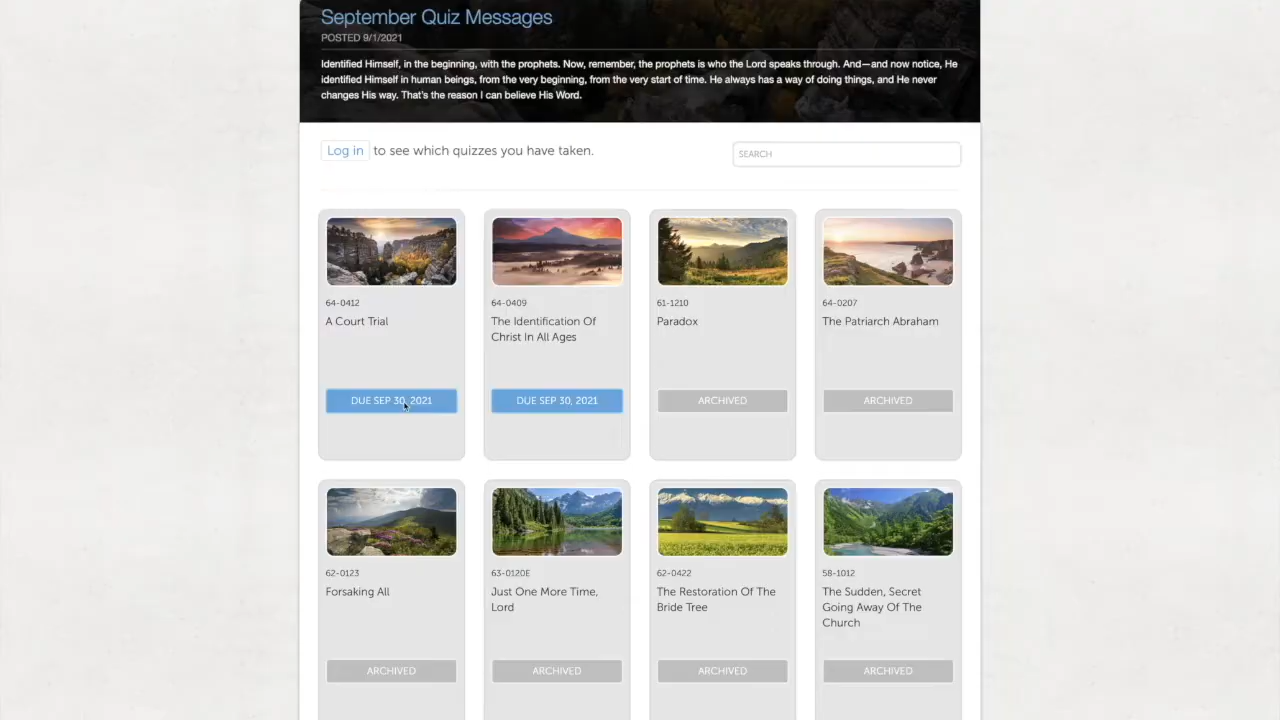 September Quiz Messages
POSTED 9/1/2021
Identified Himself, in the beginning, with the prophets. Now, remember, the prophets is who the Lord speaks through. And—and now notice, He
identified Himself in human beings, from the very beginning, from the very start of time. He always has a way of doing things, and He never
changes His way. That's the reason I can believe His Word.
Log in to see which quizzes you have taken.
SEARCH
64-0412
A Court Trial
DUE SEP 30, 2021
64-0409
The Identification Of
Christ In All Ages
DUE SEP 30, 2021
61-1210
Paradox
ARCHIVED
64-0207
The Patriarch Abraham
ARCHIVED
62-0123
Forsaking All
ARCHIVED
63-0120E
Just One More Time,
Lord
ARCHIVED
62-0422
The Restoration Of The
Bride Tree
ARCHIVED
58-1012
The Sudden, Secret
Going Away Of The
Church
ARCHIVED